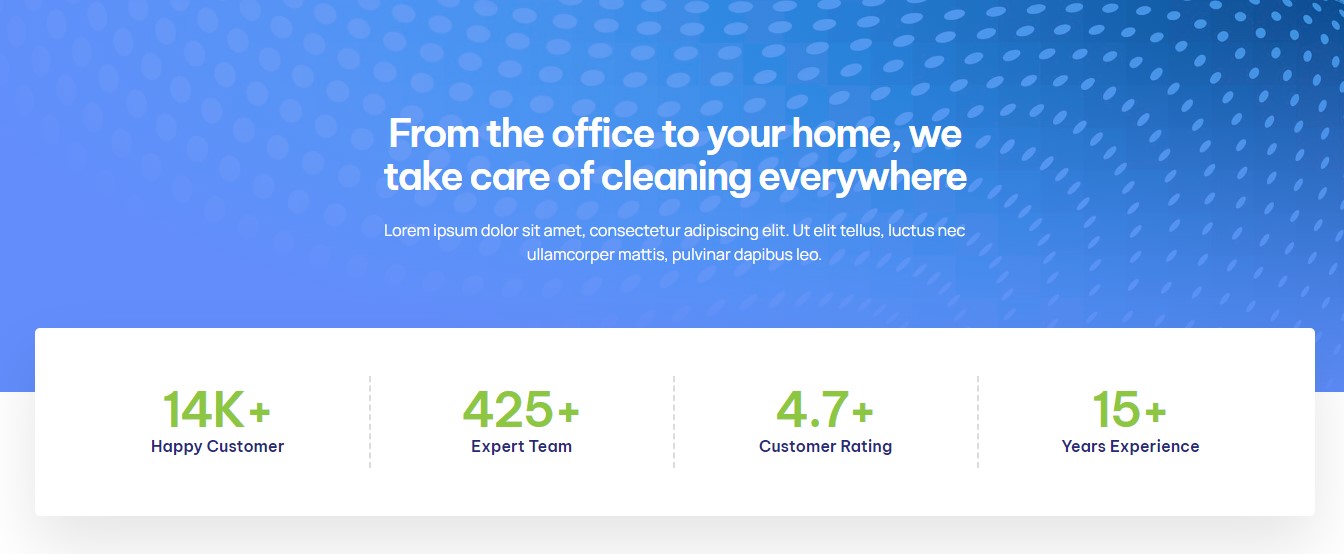 From the office to your home, we
take care of cleaning everywhere
Lorem ipsum dolor sit amet, consectetur adipiscing elit. Ut elit tellus, luctus nec
ullamcorper mattis, pulvinar dapibus leo.
14K+
Happy Customer
425+
Expert Team
4.7+
Customer Rating
15+
Years Experience